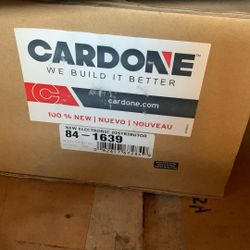 CARDONE
WE BUILD IT BETTER
cardone.com
100 % NEW | NUEVO | NOUVEAU
NEW ELECTRONIC DISTRIBUTOR
84-1639